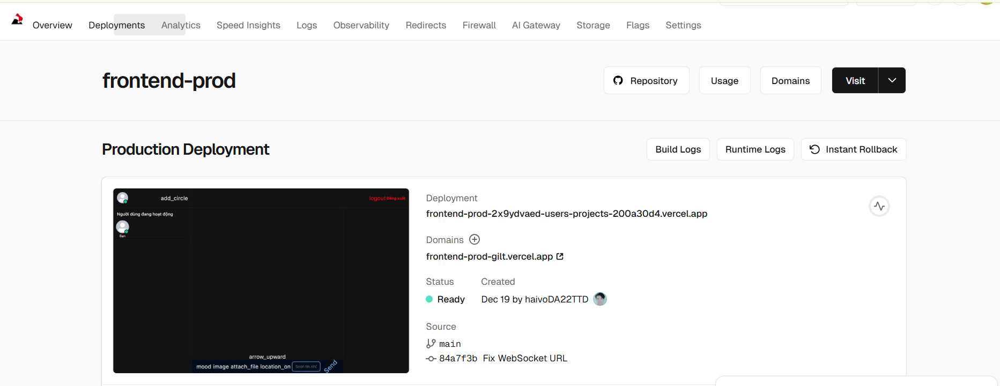 Overview Deployments Analytics Speed Insights Logs Observability Redirects Firewall AI Gateway Storage Flags Settings
frontend-prod
Repository Usage Domains Visit
Production Deployment
Build Logs Runtime Logs Instant Rollback
add_circle
logout Đăng xuất
Người dùng đang hoạt động
Bạn
arrow_upward
mood image attach_file location_on Soạn tin nhắ Send
Deployment
frontend-prod-2x9ydvaed-users-projects-200a30d4.vercel.app
Domains
frontend-prod-gilt.vercel.app
Status Created
Ready Dec 19 by haivoDA22TTD
Source
main
84a7f3b Fix WebSocket URL